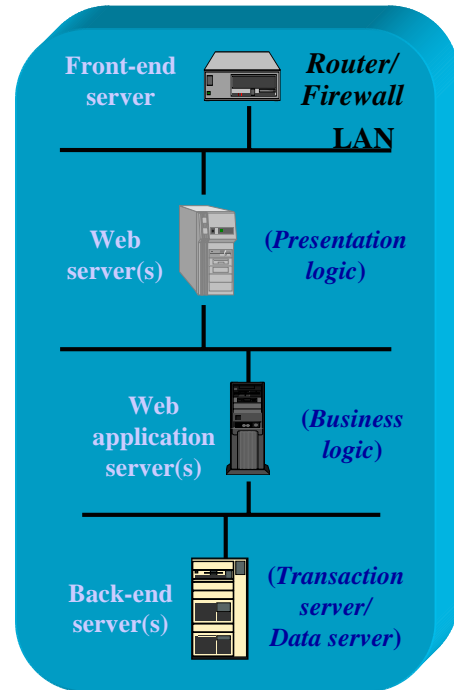 Front-end
server
Router/
Firewall
LAN
Web
server(s)
(Presentation
logic)
Web
application
server(s)
(Business
logic)
Back-end
server(s)
(Transaction
server/
Data server)